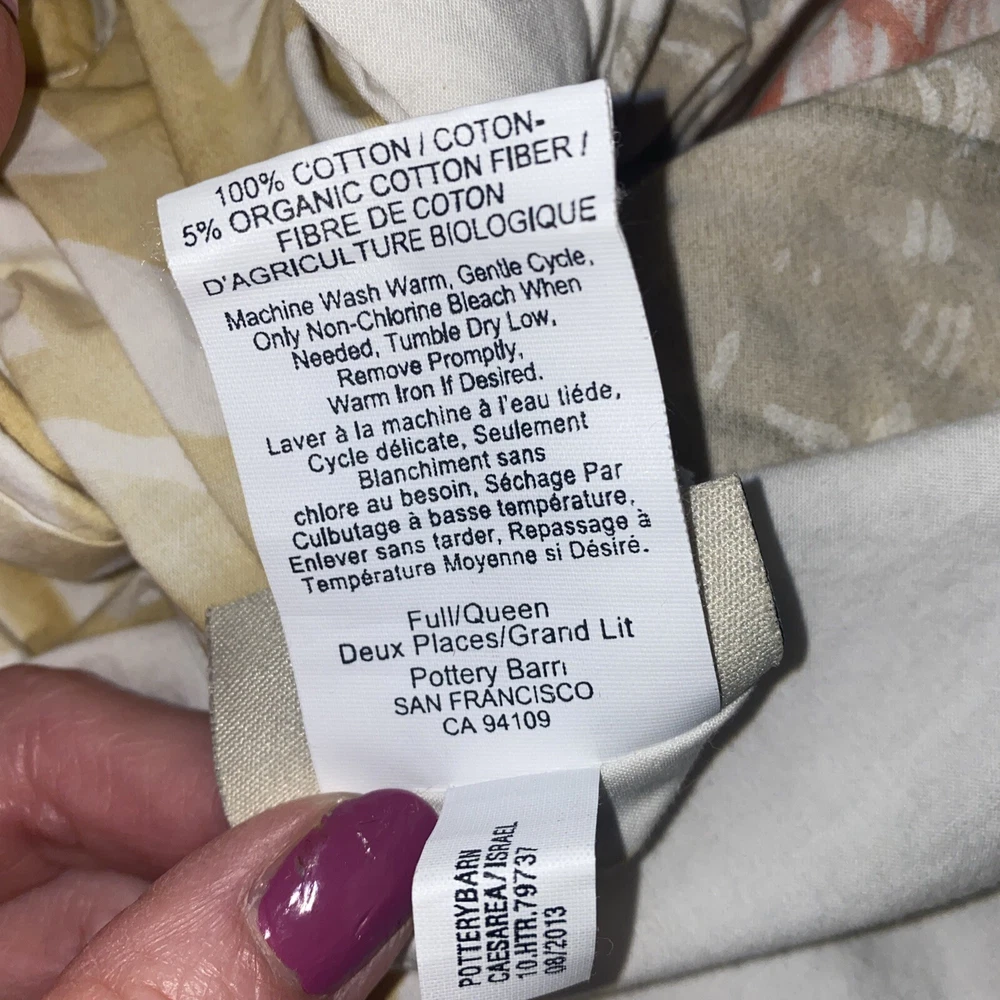 100% COTTON / COTON-
5% ORGANIC COTTON FIBER /
FIBRE DE COTON
D'AGRICULTURE BIOLOGIQUE
Machine Wash Warm, Gentle Cycle,
Only Non-Chlorine Bleach When
Needed, Tumble Dry Low,
Remove Promptly,
Warm Iron If Desired.
Laver à la machine à l'eau tiéde,
Cycle délicate, Seulement
Blanchiment sans
chlore au besoin, Séchage Par
Culbutage à basse température,
Enlever sans tarder, Repassage à
Température Moyenne si Désiré.
Full/Queen
Deux Places/Grand Lit
Pottery Barn
SAN FRANCISCO
CA 94109
POTTERYBARN
CAESAREA / ISRAEL
10.HTR.79737
08/2013